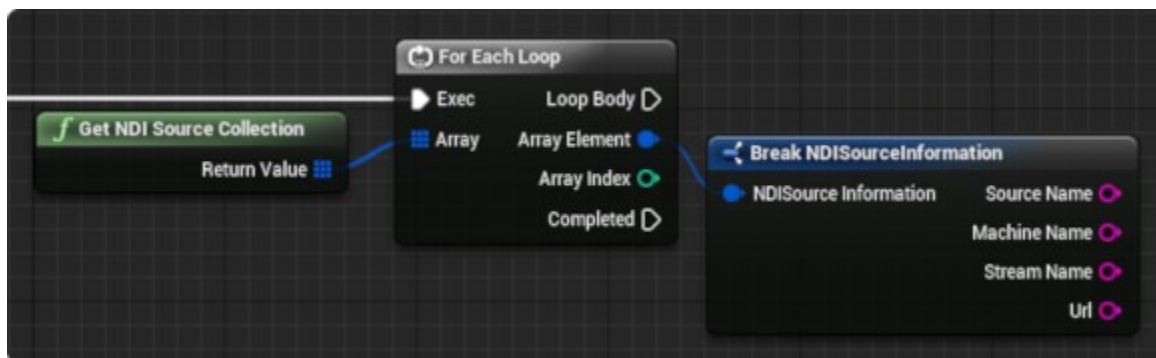 For Each Loop
Exec Loop Body
Get NDI Source Collection
Array Array Element
Return Value
Array Index
Completed
Break NDISourceInformation
NDISource Information Source Name
Machine Name
Stream Name
Url